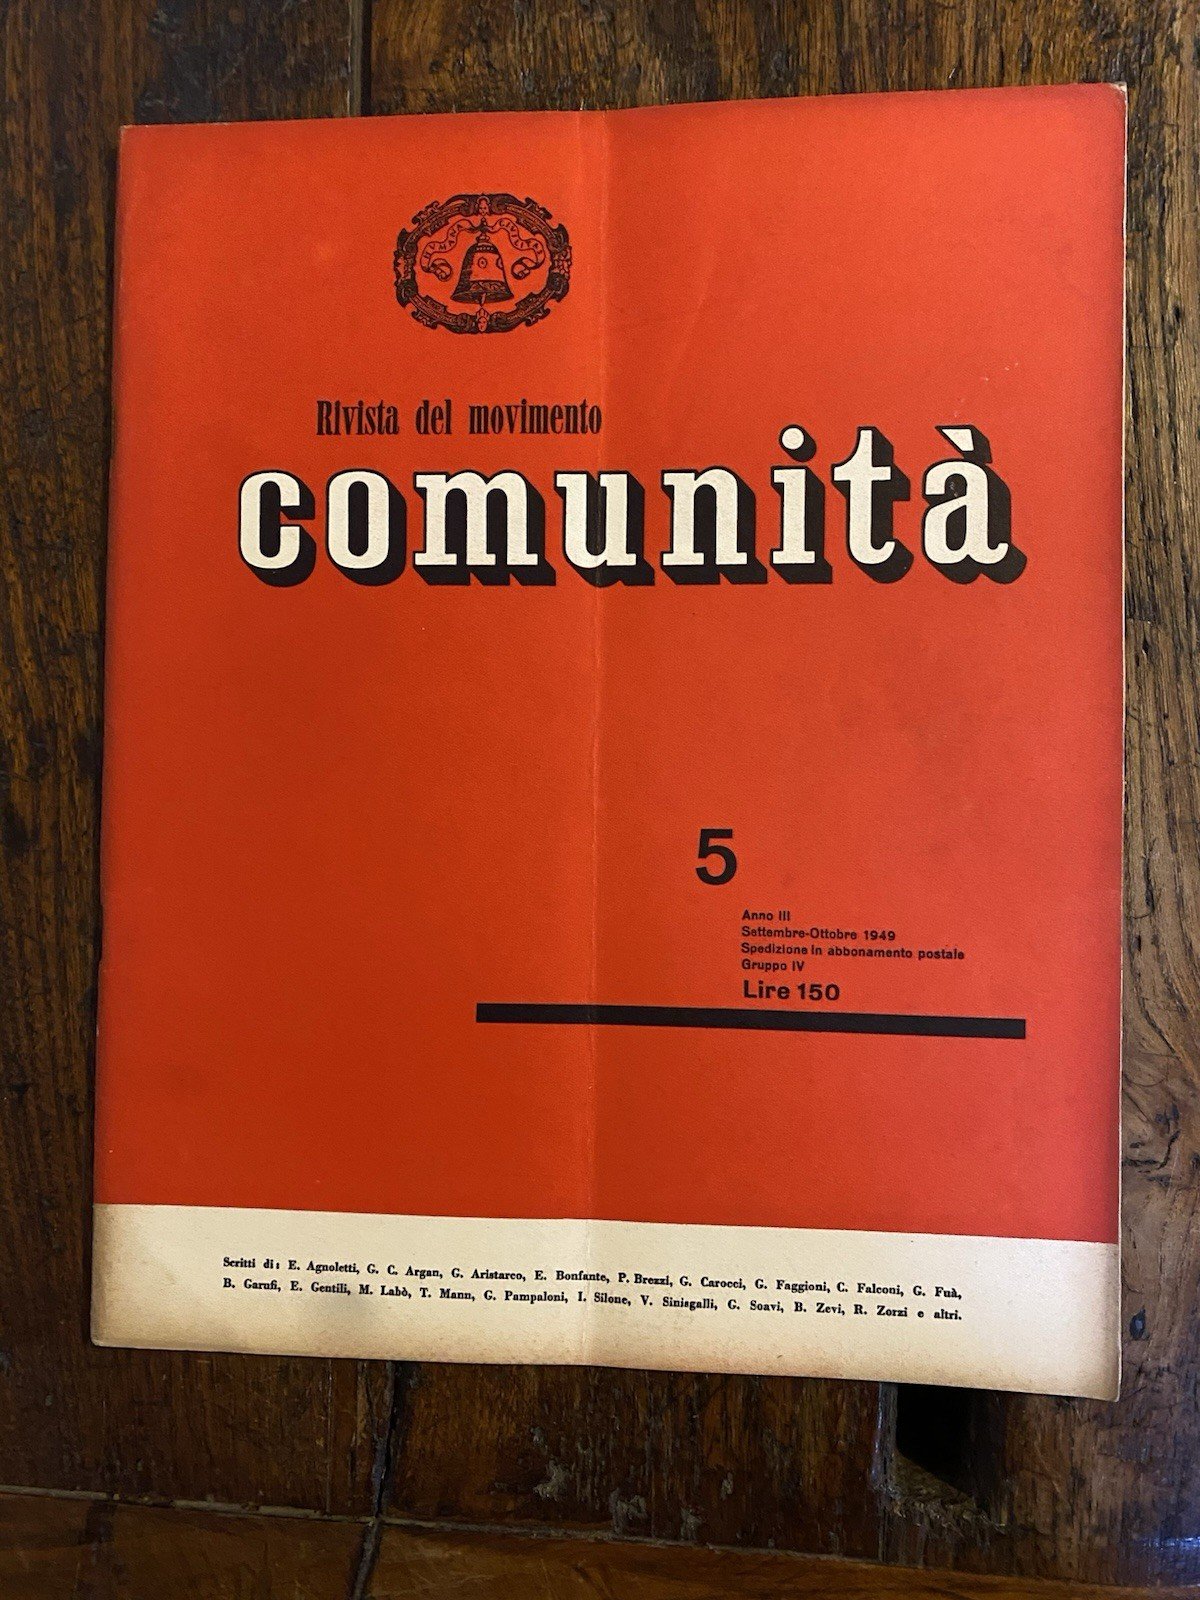 HUMANA CIVILITAS
Rivista del movimento
comunità
5
Anno III
Settembre-Ottobre 1949
Spedizione in abbonamento postale
Gruppo IV
Lire 150
Scritti di: E. Agnoletti, G. C. Argan, G. Aristarco, E. Bonfante, P. Brezzi, G. Carocci, G. Faggioni, C. Falconi, G. Fuà,
B. Garufi, E. Gentili, M. Labò, T. Mann, G. Pampaloni, I. Silone, V. Sinisgalli, G. Soavi, B. Zevi, R. Zorzi e altri.